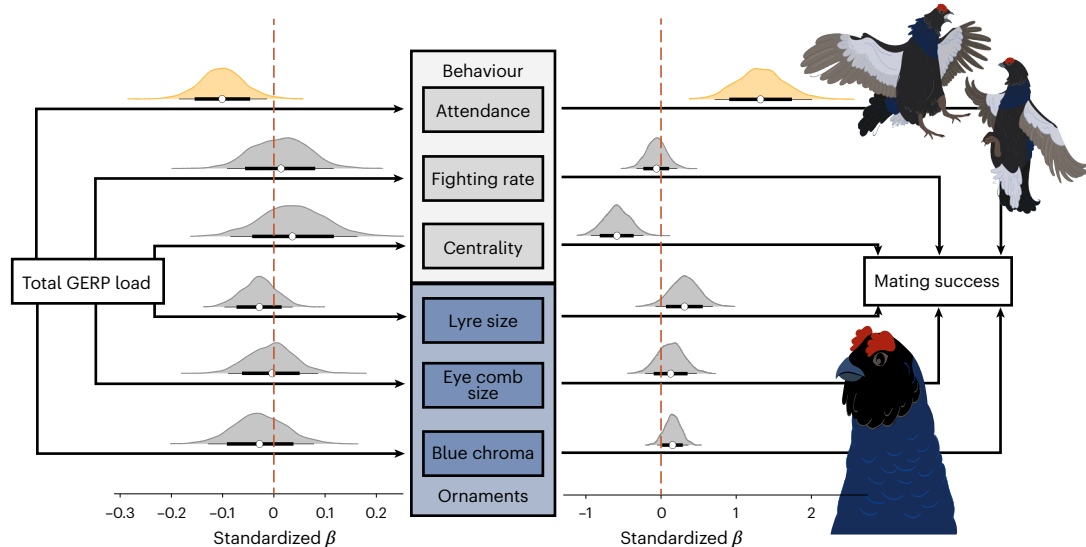 Behaviour
Attendance
Fighting rate
Centrality
Total GERP load
Mating success
Lyre size
Eye comb
size
Blue chroma
Ornaments
–0.3 –0.2 –0.1 0 0.1 0.2
–1 0 1 2
Standardized β
Standardized β